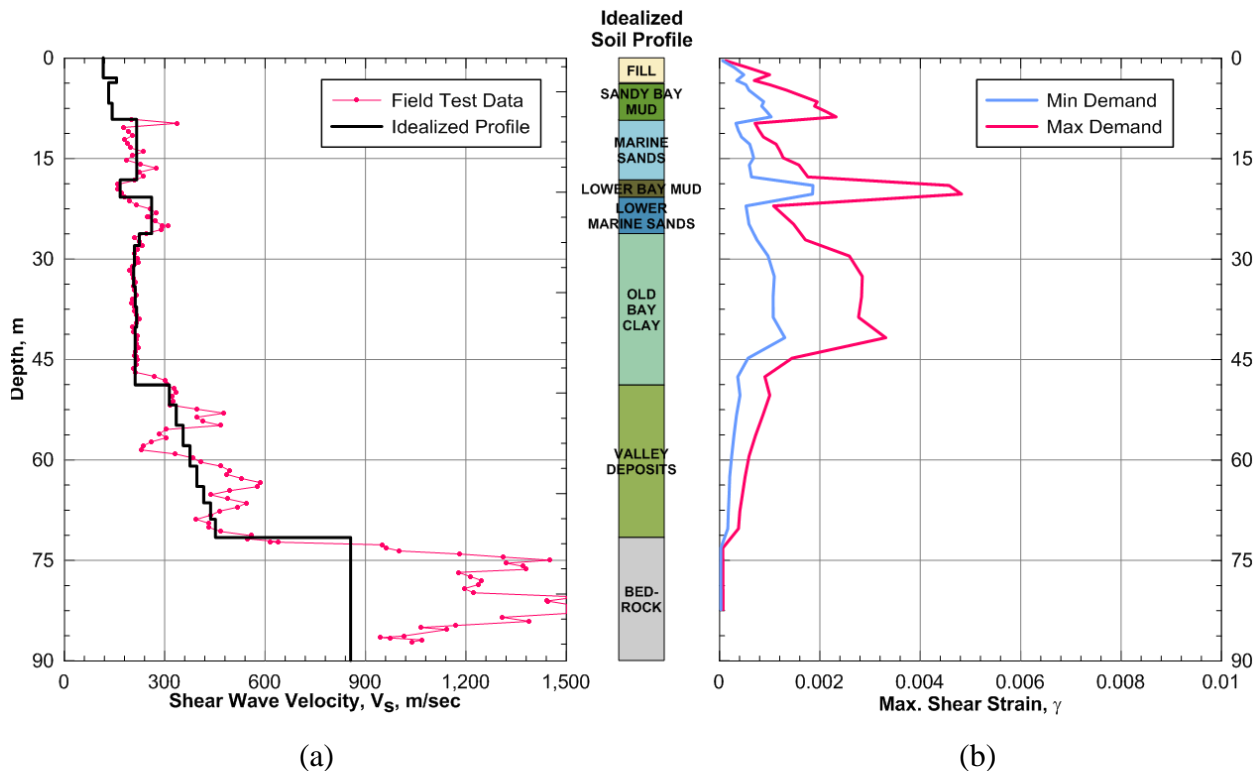 Idealized
Soil Profile
0
15
30
45
60
75
90
Depth, m
0
300
600
900
1,200
1,500
Shear Wave Velocity, VS, m/sec
Field Test Data
Idealized Profile
FILL
SANDY BAY
MUD
MARINE
SANDS
LOWER BAY MUD
LOWER
MARINE SANDS
OLD
BAY
CLAY
VALLEY
DEPOSITS
BED-
ROCK
Min Demand
Max Demand
0
15
30
45
60
75
90
0
0.002
0.004
0.006
0.008
0.01
Max. Shear Strain, γ
(a)
(b)